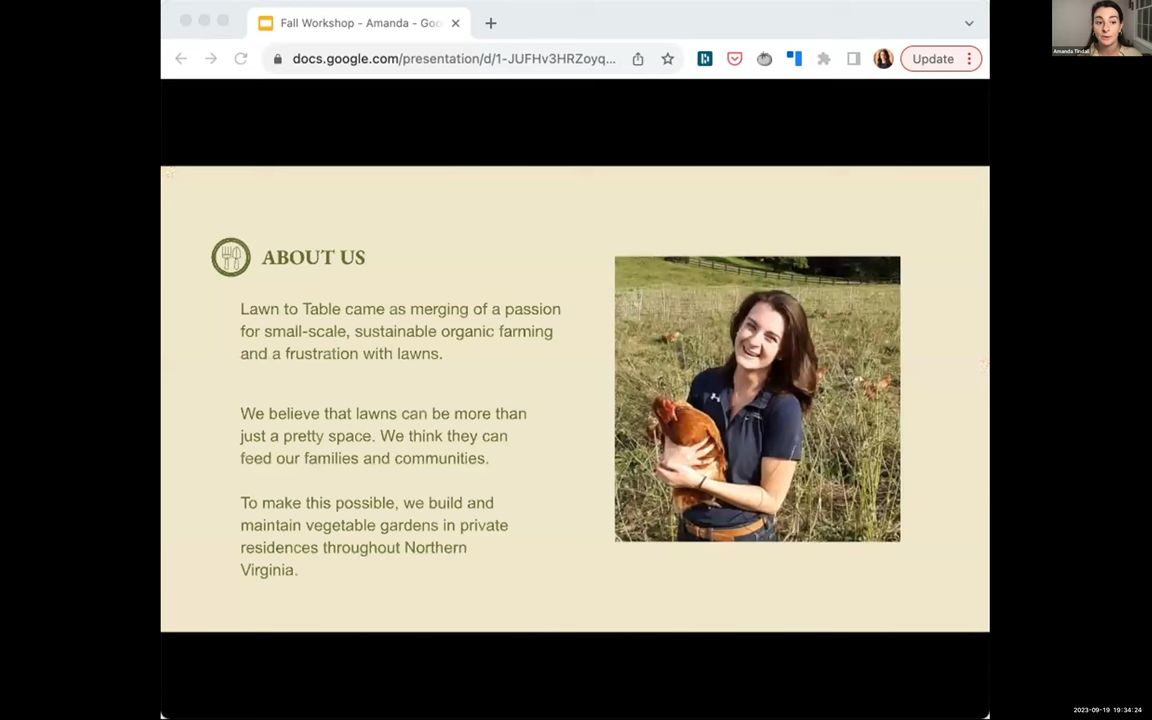 Fall Workshop - Amanda - Goo
docs.google.com/presentation/d/1-JUFHv3HRZoyq...
Update
Amanda Tindall
ABOUT US
Lawn to Table came as merging of a passion
for small-scale, sustainable organic farming
and a frustration with lawns.
We believe that lawns can be more than
just a pretty space. We think they can
feed our families and communities.
To make this possible, we build and
maintain vegetable gardens in private
residences throughout Northern
Virginia.
2023-09-19 19:34:24